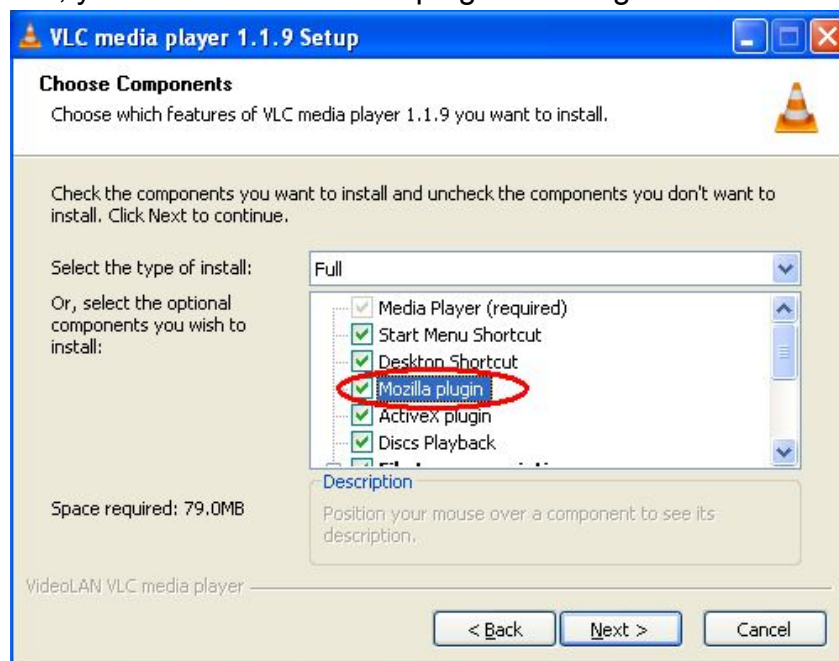 VLC media player 1.1.9 Setup
Choose Components
Choose which features of VLC media player 1.1.9 you want to install.
Check the components you want to install and uncheck the components you don't want to
install. Click Next to continue.
Select the type of install:
Full
Or, select the optional
components you wish to
install:
Media Player (required)
Start Menu Shortcut
Desktop Shortcut
Mozilla plugin
ActiveX plugin
Discs Playback
Space required: 79.0MB
Description
Position your mouse over a component to see its
description.
VideoLAN VLC media player
< Back
Next >
Cancel